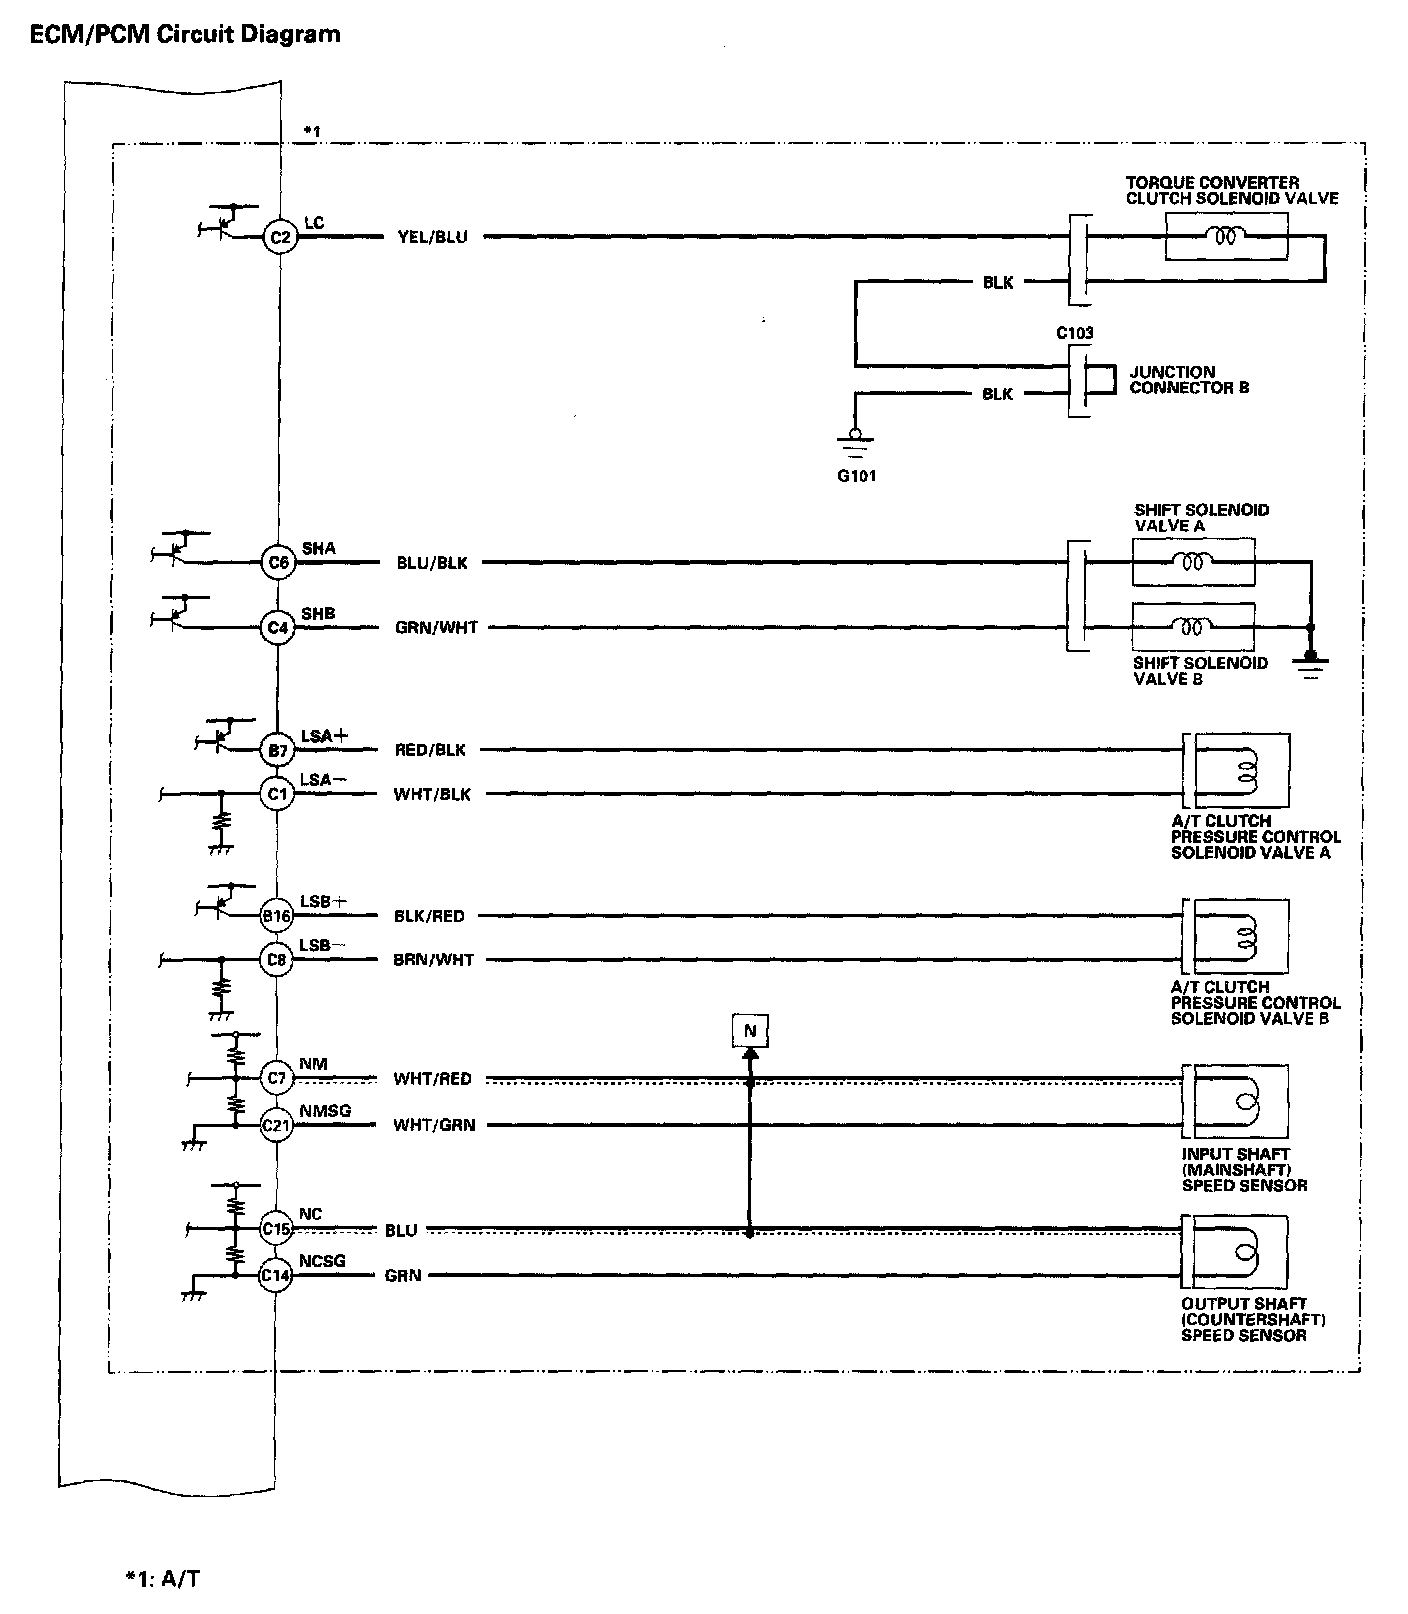 ECM/PCM Circuit Diagram
*1
TORQUE CONVERTER
CLUTCH SOLENOID VALVE
C2
LC
YEL/BLU
BLK
C103
JUNCTION
CONNECTOR B
BLK
G101
SHIFT SOLENOID
VALVE A
C6
SHA
BLU/BLK
C4
SHB
GRN/WHT
SHIFT SOLENOID
VALVE B
B7
LSA+
RED/BLK
C1
LSA-
WHT/BLK
A/T CLUTCH
PRESSURE CONTROL
SOLENOID VALVE A
B16
LSB+
BLK/RED
C8
LSB-
BRN/WHT
A/T CLUTCH
PRESSURE CONTROL
SOLENOID VALVE B
N
C7
NM
WHT/RED
C21
NMSG
WHT/GRN
INPUT SHAFT
(MAINSHAFT)
SPEED SENSOR
C15
NC
BLU
C14
NCSG
GRN
OUTPUT SHAFT
(COUNTERSHAFT)
SPEED SENSOR
*1: A/T